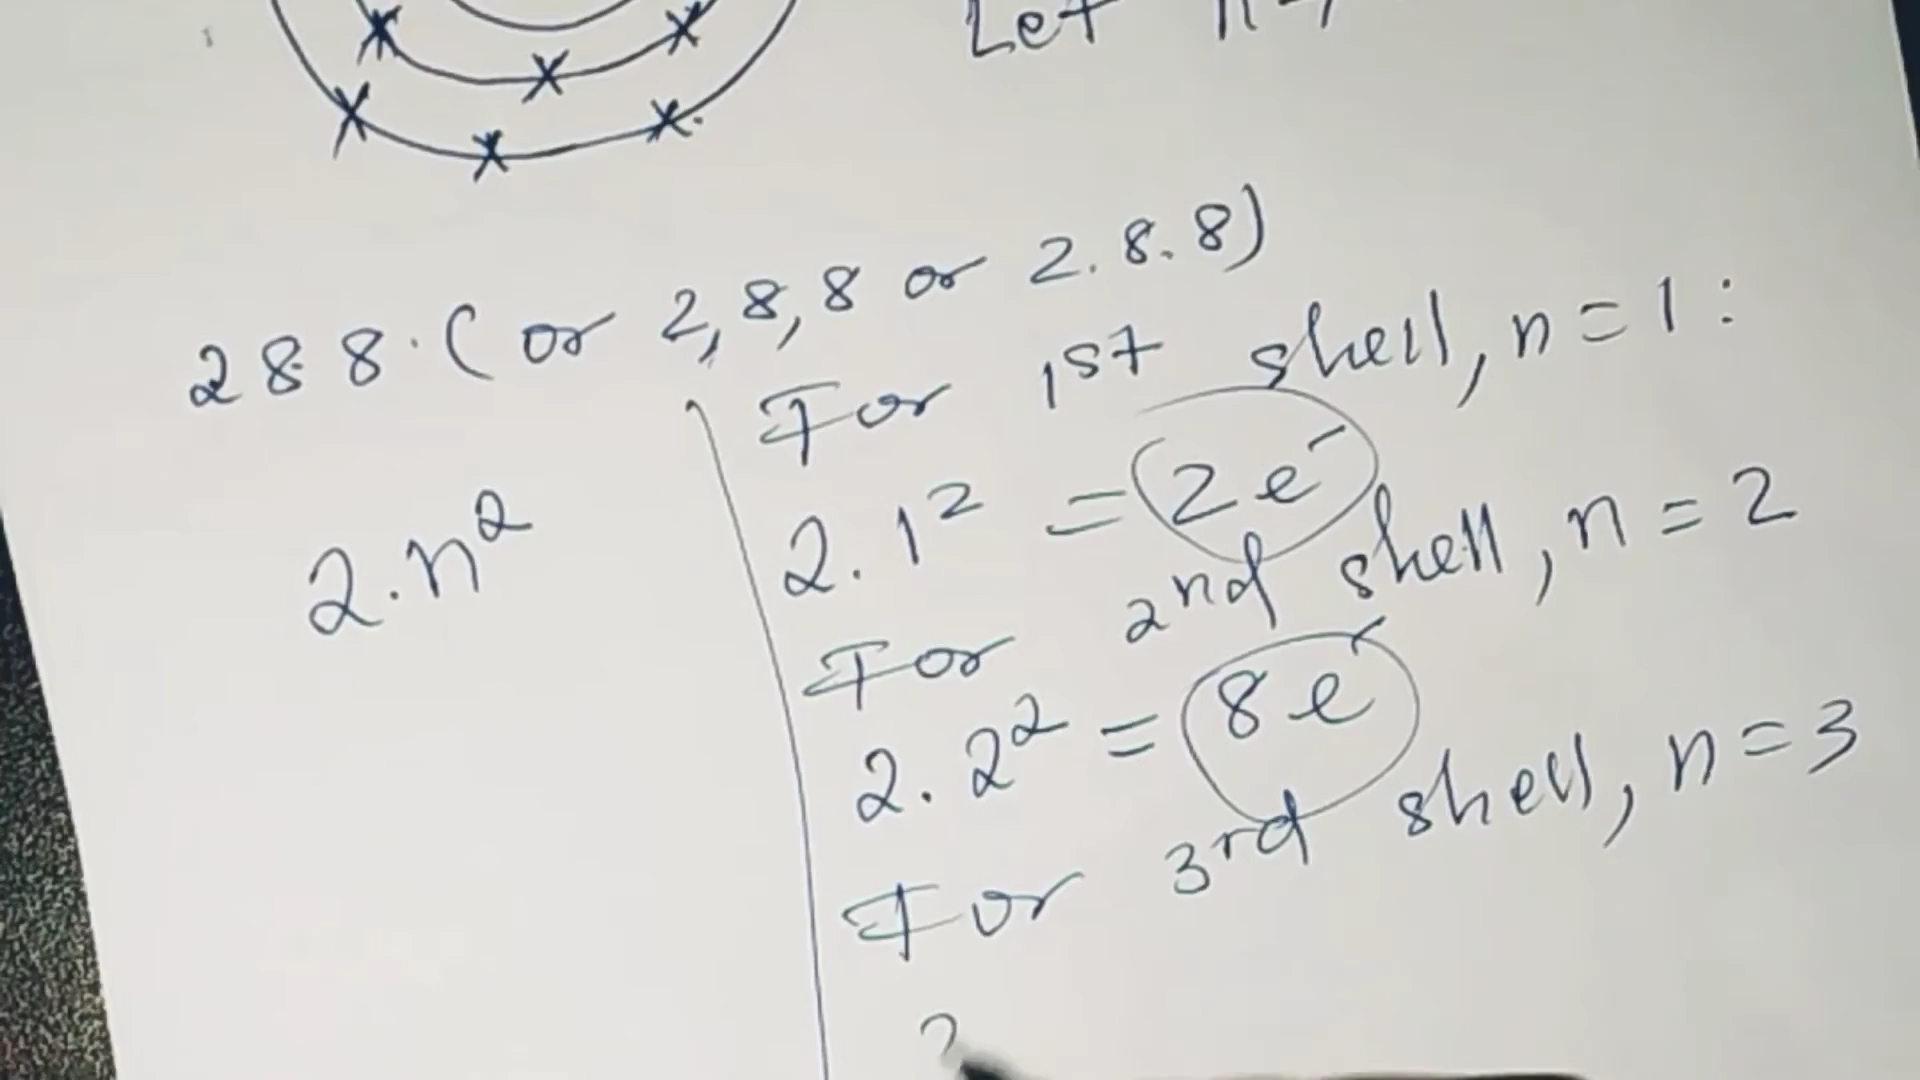 Let
288. (or 2,8,8 or 2.8.8)
2.n²
For 1st shell, n=1:
2.1² = 2e⁻
For 2nd shell, n=2
2.2² = 8e⁻
For 3rd shell, n=3
2